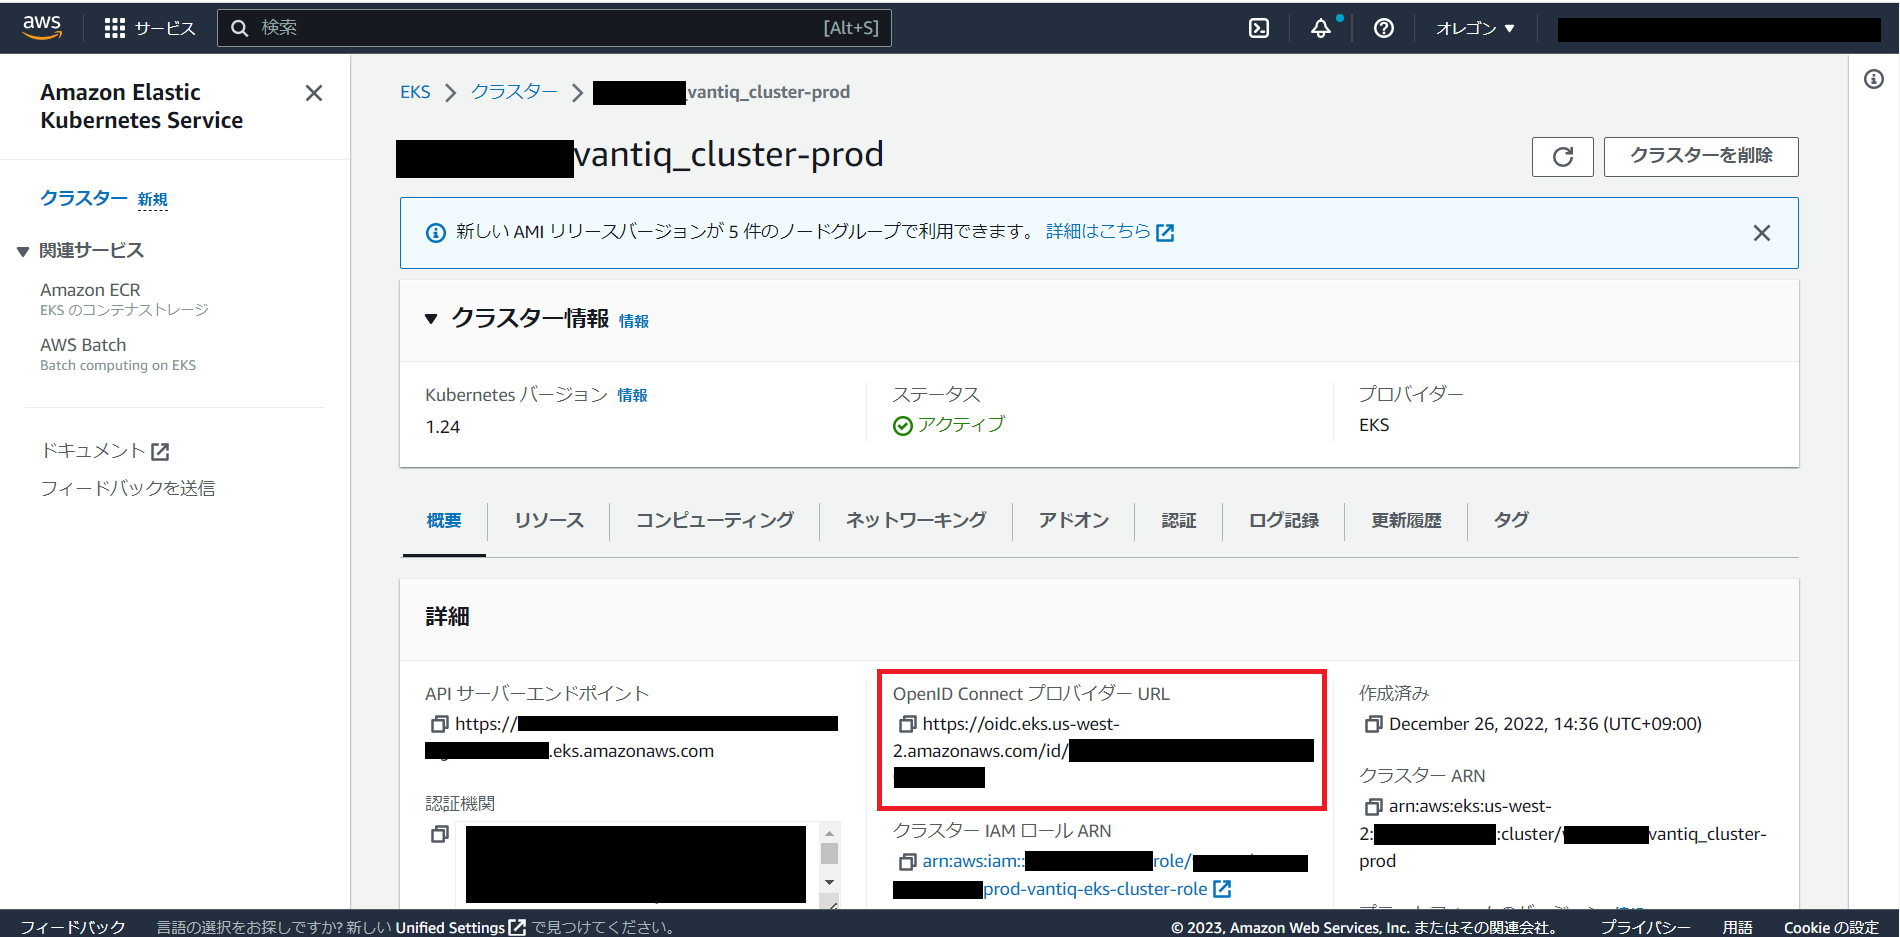 aws
サービス
検索
[Alt+S]
オレゴン ▼
Amazon Elastic
Kubernetes Service
クラスター 新規
関連サービス
Amazon ECR
EKS のコンテナストレージ
AWS Batch
Batch computing on EKS
ドキュメント
フィードバックを送信
EKS > クラスター > vantiq_cluster-prod
vantiq_cluster-prod
クラスターを削除
新しい AMI リリースバージョンが 5 件のノードグループで利用できます。 詳細はこちら
クラスター情報 情報
Kubernetes バージョン 情報
1.24
ステータス
アクティブ
プロバイダー
EKS
概要
リソース
コンピューティング
ネットワーキング
アドオン
認証
ログ記録
更新履歴
タグ
詳細
API サーバーエンドポイント
https://
.eks.amazonaws.com
認証機関
OpenID Connect プロバイダー URL
https://oidc.eks.us-west-
2.amazonaws.com/id/
クラスター IAM ロール ARN
arn:aws:iam:: role/
prod-vantiq-eks-cluster-role
作成済み
December 26, 2022, 14:36 (UTC+09:00)
クラスター ARN
arn:aws:eks:us-west-
2: :cluster/ vantiq_cluster-
prod
フィードバック
言語の選択をお探しですか? 新しい Unified Settings で見つけてください。
© 2023, Amazon Web Services, Inc. またはその関連会社。
プライバシー
用語
Cookie の設定